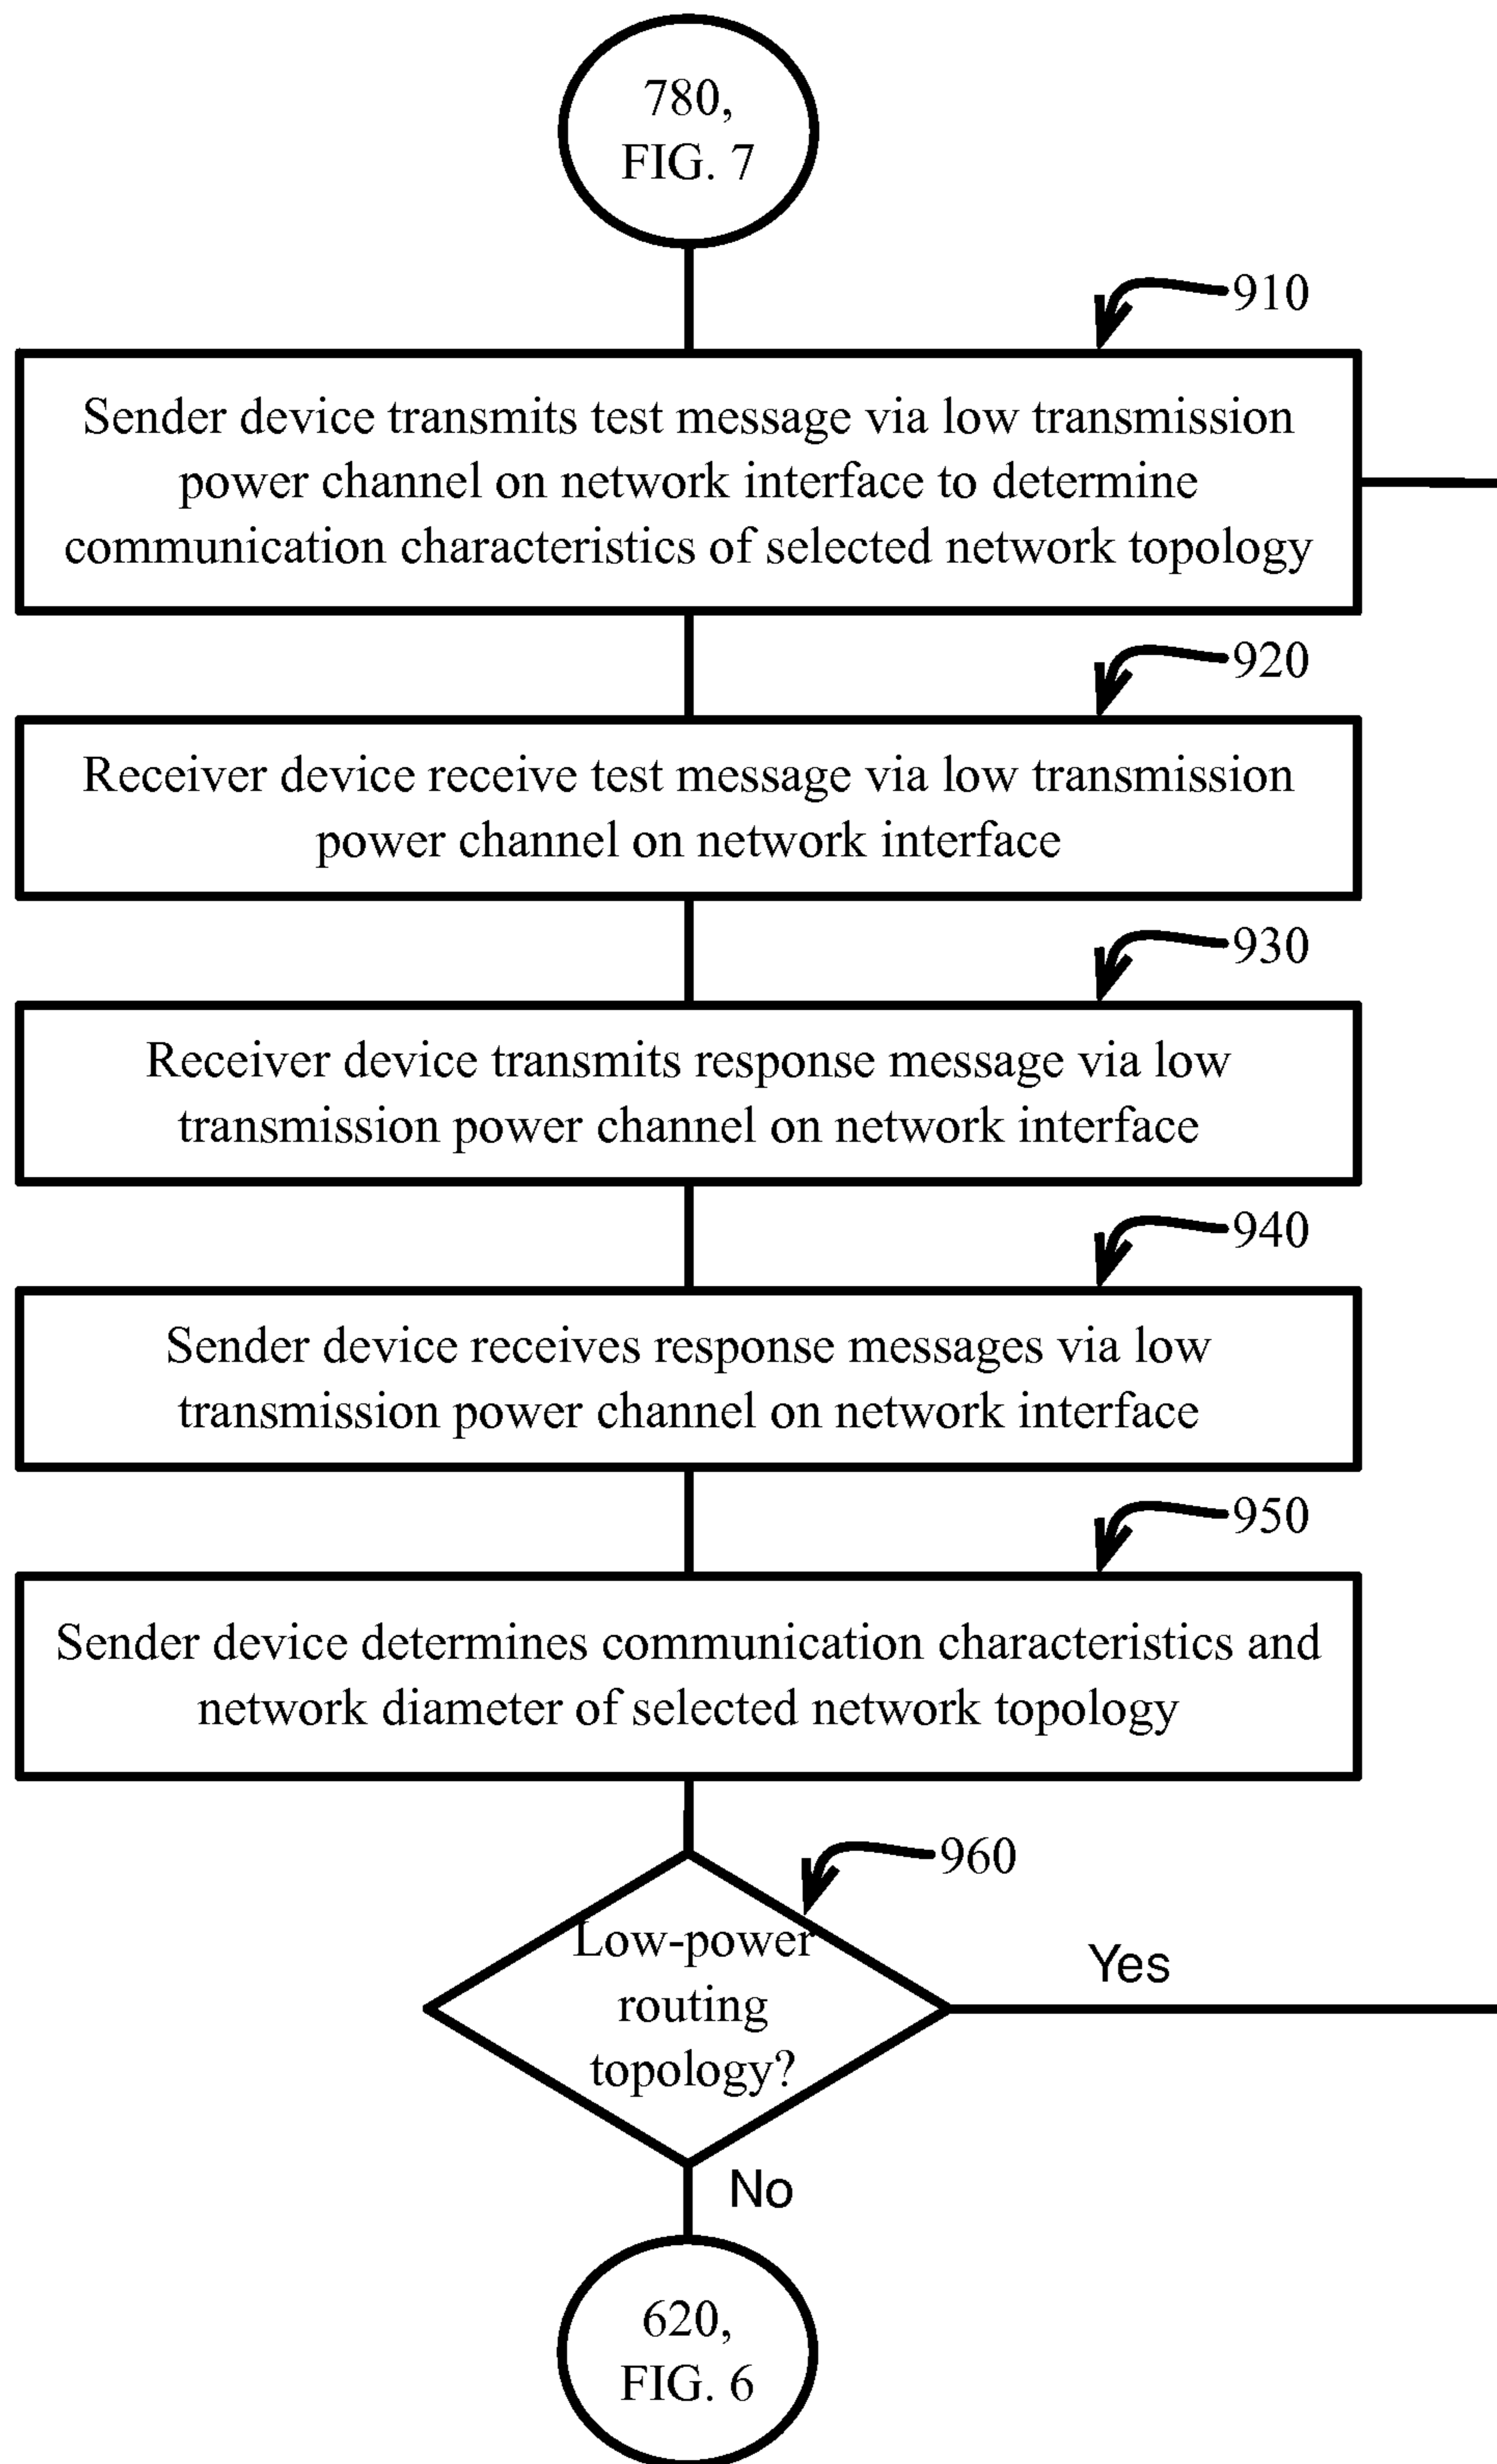 780,
FIG. 7
910
Sender device transmits test message via low transmission
power channel on network interface to determine
communication characteristics of selected network topology
920
Receiver device receive test message via low transmission
power channel on network interface
930
Receiver device transmits response message via low
transmission power channel on network interface
940
Sender device receives response messages via low
transmission power channel on network interface
950
Sender device determines communication characteristics and
network diameter of selected network topology
960
Low-power
routing
topology?
Yes
No
620,
FIG. 6